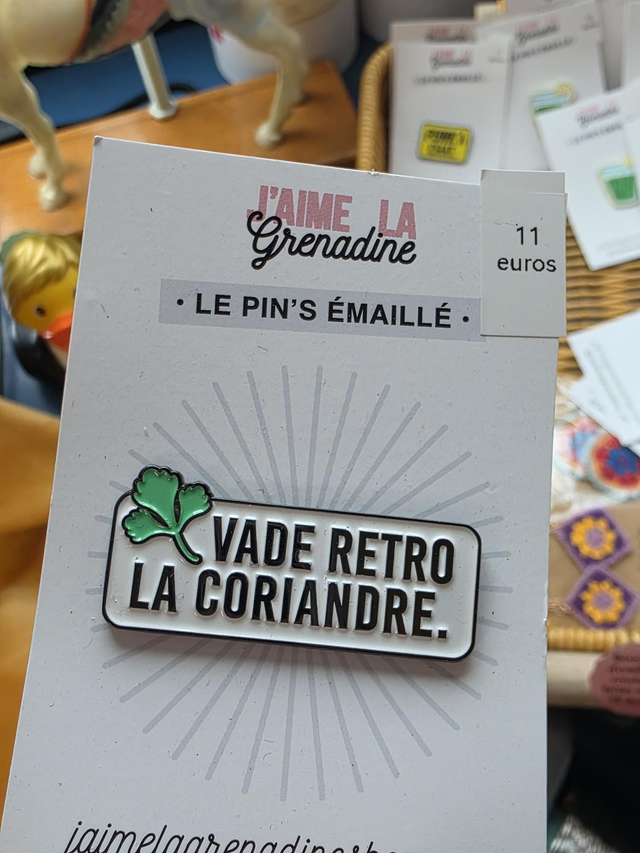 J'AIME LA
Grenadine
11
euros
• LE PIN'S ÉMAILLÉ •
VADE RETRO
LA CORIANDRE.